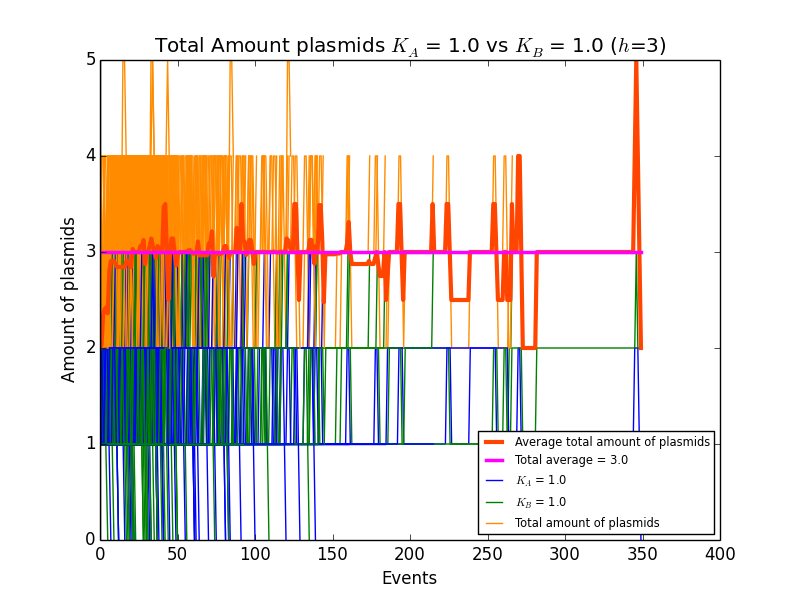 Total Amount plasmids K_A = 1.0 vs K_B = 1.0 (h=3)
Amount of plasmids
5
4
3
2
1
0
0 50 100 150 200 250 300 350 400
Events
Average total amount of plasmids
Total average = 3.0
K_A = 1.0
K_B = 1.0
Total amount of plasmids